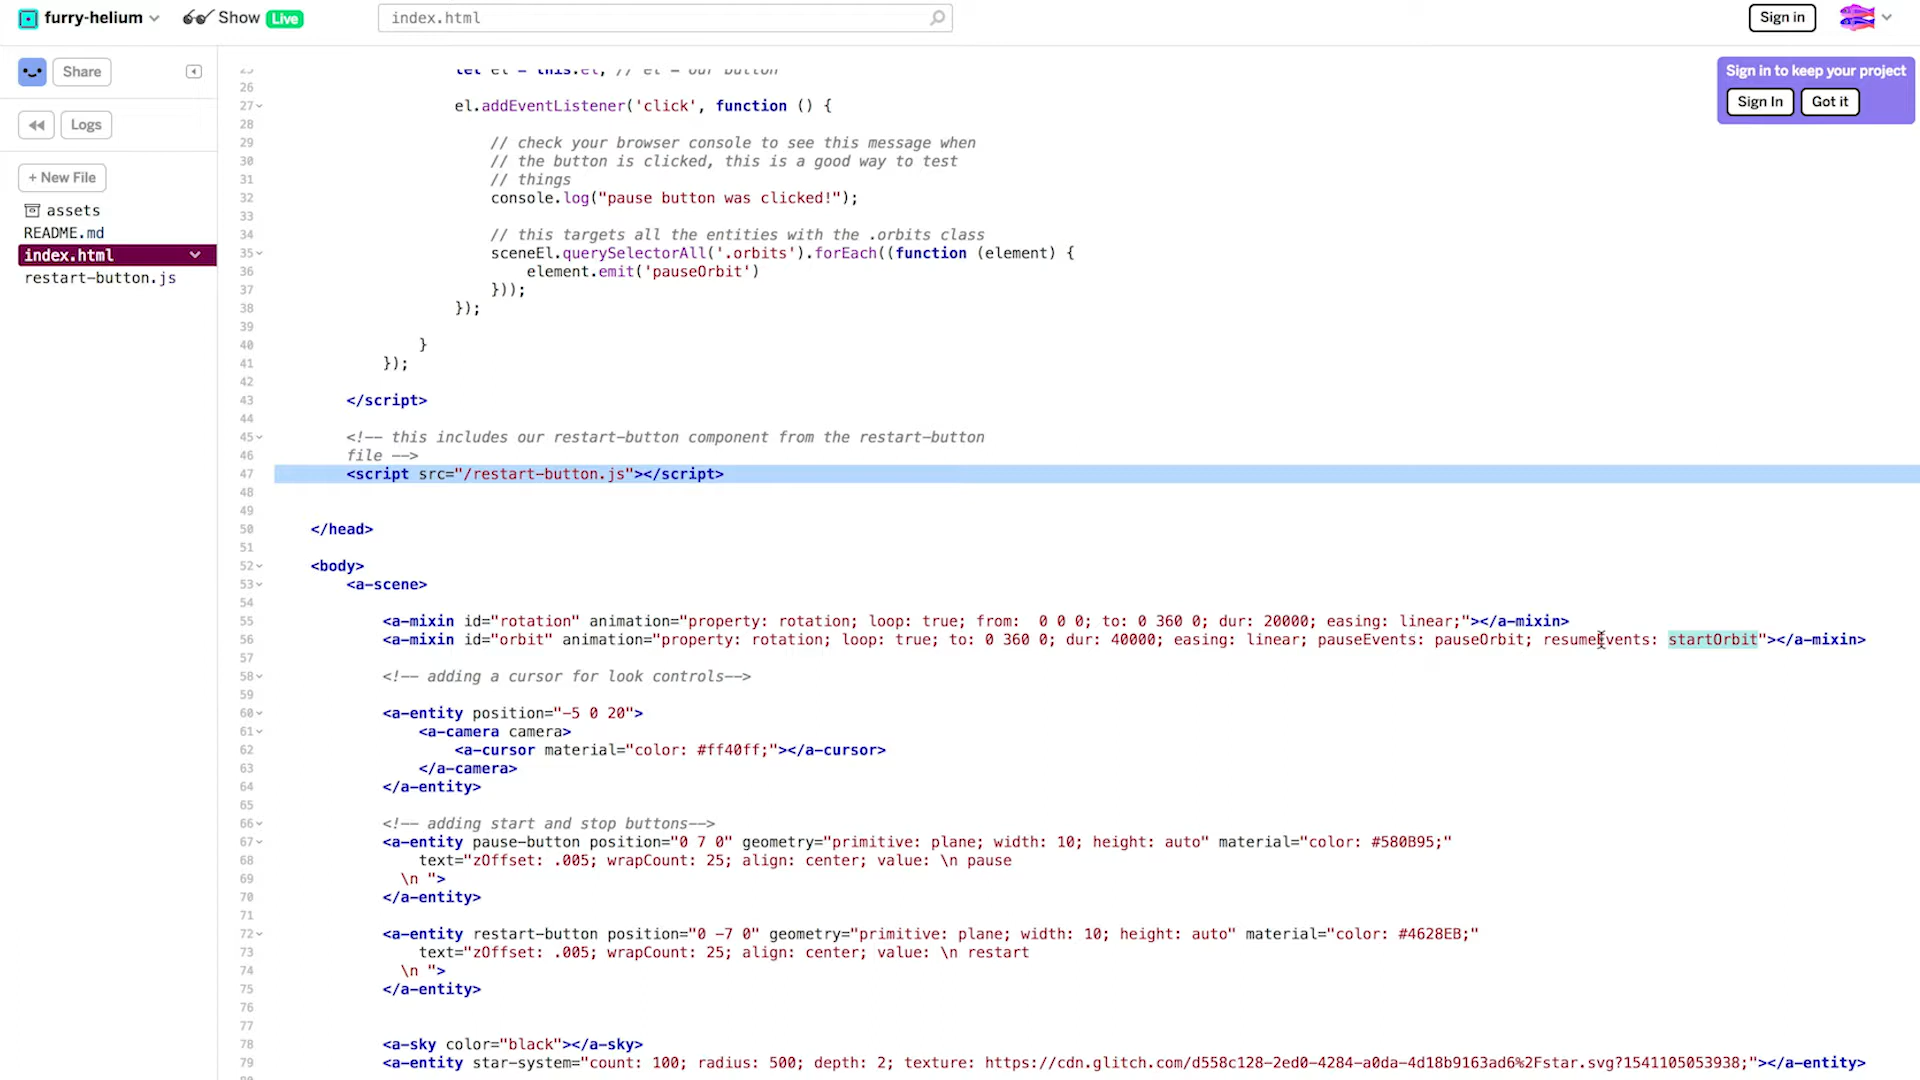 furry-helium
Show Live
index.html
Sign in
Share
Sign in to keep your project
Sign In
Got it
Logs
+ New File
assets
README.md
index.html
restart-button.js
25 let el = this.el, // el = our button
26
27 el.addEventListener('click', function () {
28
29 // check your browser console to see this message when
30 // the button is clicked, this is a good way to test
31 // things
32 console.log("pause button was clicked!");
33
34 // this targets all the entities with the .orbits class
35 sceneEl.querySelectorAll('.orbits').forEach((function (element) {
36 element.emit('pauseOrbit')
37 }));
38 });
39
40 }
41 });
42
43 </script>
44
45 <!-- this includes our restart-button component from the restart-button
46 file -->
47 <script src="/restart-button.js"></script>
48
49
50 </head>
51
52 <body>
53 <a-scene>
54
55 <a-mixin id="rotation" animation="property: rotation; loop: true; from:  0 0 0; to: 0 360 0; dur: 20000; easing: linear;"></a-mixin>
56 <a-mixin id="orbit" animation="property: rotation; loop: true; to: 0 360 0; dur: 40000; easing: linear; pauseEvents: pauseOrbit; resumeEvents: startOrbit"></a-mixin>
57
58 <!-- adding a cursor for look controls-->
59
60 <a-entity position="-5 0 20">
61 <a-camera camera>
62 <a-cursor material="color: #ff40ff;"></a-cursor>
63 </a-camera>
64 </a-entity>
65
66 <!-- adding start and stop buttons-->
67 <a-entity pause-button position="0 7 0" geometry="primitive: plane; width: 10; height: auto" material="color: #580B95;"
68 text="zOffset: .005; wrapCount: 25; align: center; value: \n pause
69 \n ">
70 </a-entity>
71
72 <a-entity restart-button position="0 -7 0" geometry="primitive: plane; width: 10; height: auto" material="color: #4628EB;"
73 text="zOffset: .005; wrapCount: 25; align: center; value: \n restart
74 \n ">
75 </a-entity>
76
77
78 <a-sky color="black"></a-sky>
79 <a-entity star-system="count: 100; radius: 500; depth: 2; texture: https://cdn.glitch.com/d558c128-2ed0-4284-a0da-4d18b9163ad6%2Fstar.svg?1541105053938;"></a-entity>
80